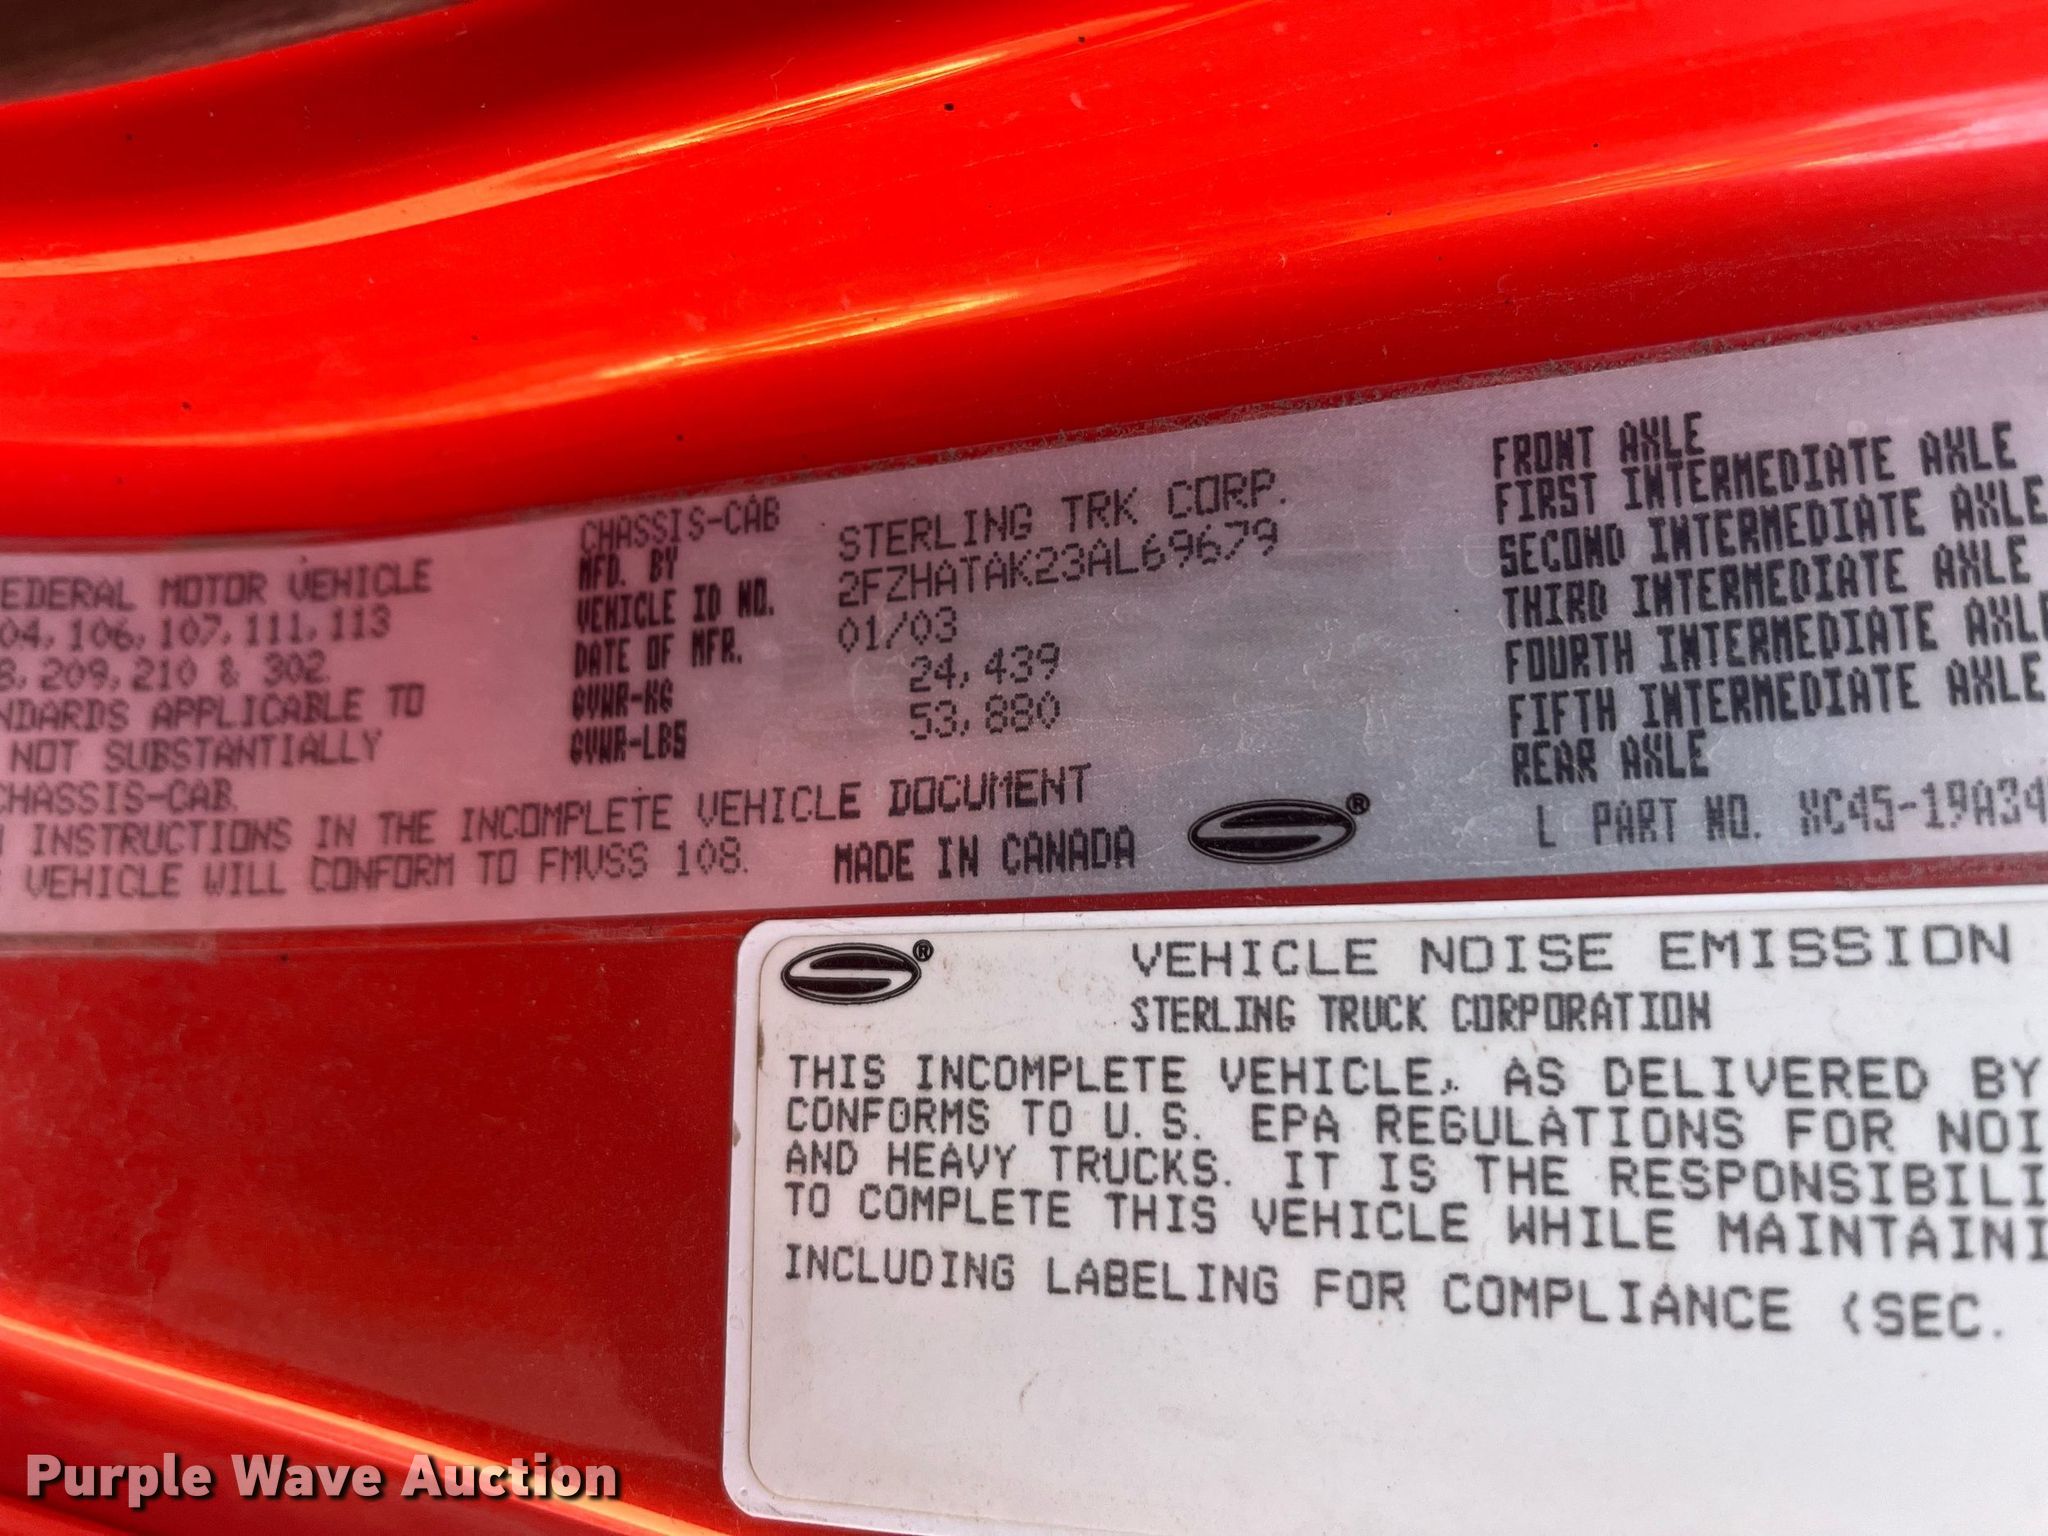 EDERAL MOTOR VEHICLE
04, 106, 107, 111, 113
8, 209, 210 & 302
NDARDS APPLICABLE TO
NOT SUBSTANTIALLY
CHASSIS-CAB.
INSTRUCTIONS IN THE INCOMPLETE VEHICLE DOCUMENT
VEHICLE WILL CONFORM TO FMVSS 108.
CHASSIS-CAB
MFD. BY STERLING TRK CORP.
VEHICLE ID NO. 2FZHATAK23AL69679
DATE OF MFR. 01/03
GVWR-KG 24,439
GVWR-LBS 53,880
MADE IN CANADA
®
FRONT AXLE
FIRST INTERMEDIATE AXLE
SECOND INTERMEDIATE AXLE
THIRD INTERMEDIATE AXLE
FOURTH INTERMEDIATE AXLE
FIFTH INTERMEDIATE AXLE
REAR AXLE
L PART NO. XC45-19A34
® VEHICLE NOISE EMISSION
STERLING TRUCK CORPORATION
THIS INCOMPLETE VEHICLE, AS DELIVERED BY
CONFORMS TO U.S. EPA REGULATIONS FOR NOI
AND HEAVY TRUCKS. IT IS THE RESPONSIBILI
TO COMPLETE THIS VEHICLE WHILE MAINTAINI
INCLUDING LABELING FOR COMPLIANCE (SEC.
Purple Wave Auction